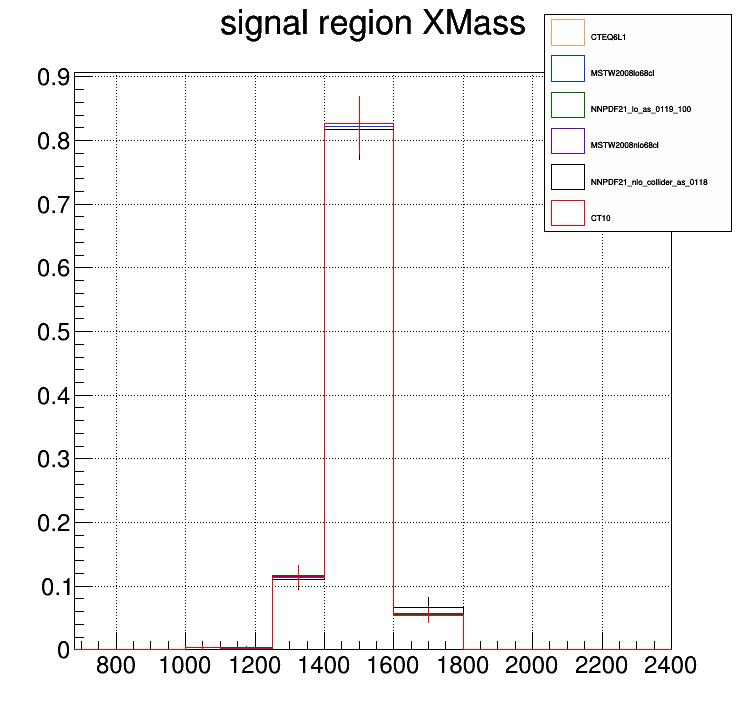 signal region XMass
CTEQ6L1
MSTW2008lo68cl
NNPDF21_lo_as_0119_100
MSTW2008nlo68cl
NNPDF21_nlo_collider_as_0118
CT10
0.9
0.8
0.7
0.6
0.5
0.4
0.3
0.2
0.1
0
800 1000 1200 1400 1600 1800 2000 2200 2400